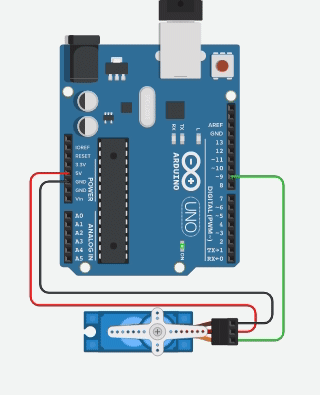 AREF
GND
13
12
~11
~10
~9
8
7
~6
~5
4
~3
2
TX→1
RX←0
DIGITAL (PWM~)
IOREF
RESET
3.3V
5V
GND
GND
Vin
POWER
A0
A1
A2
A3
A4
A5
ANALOG IN
RX
TX
L
ARDUINO
UNO
ON